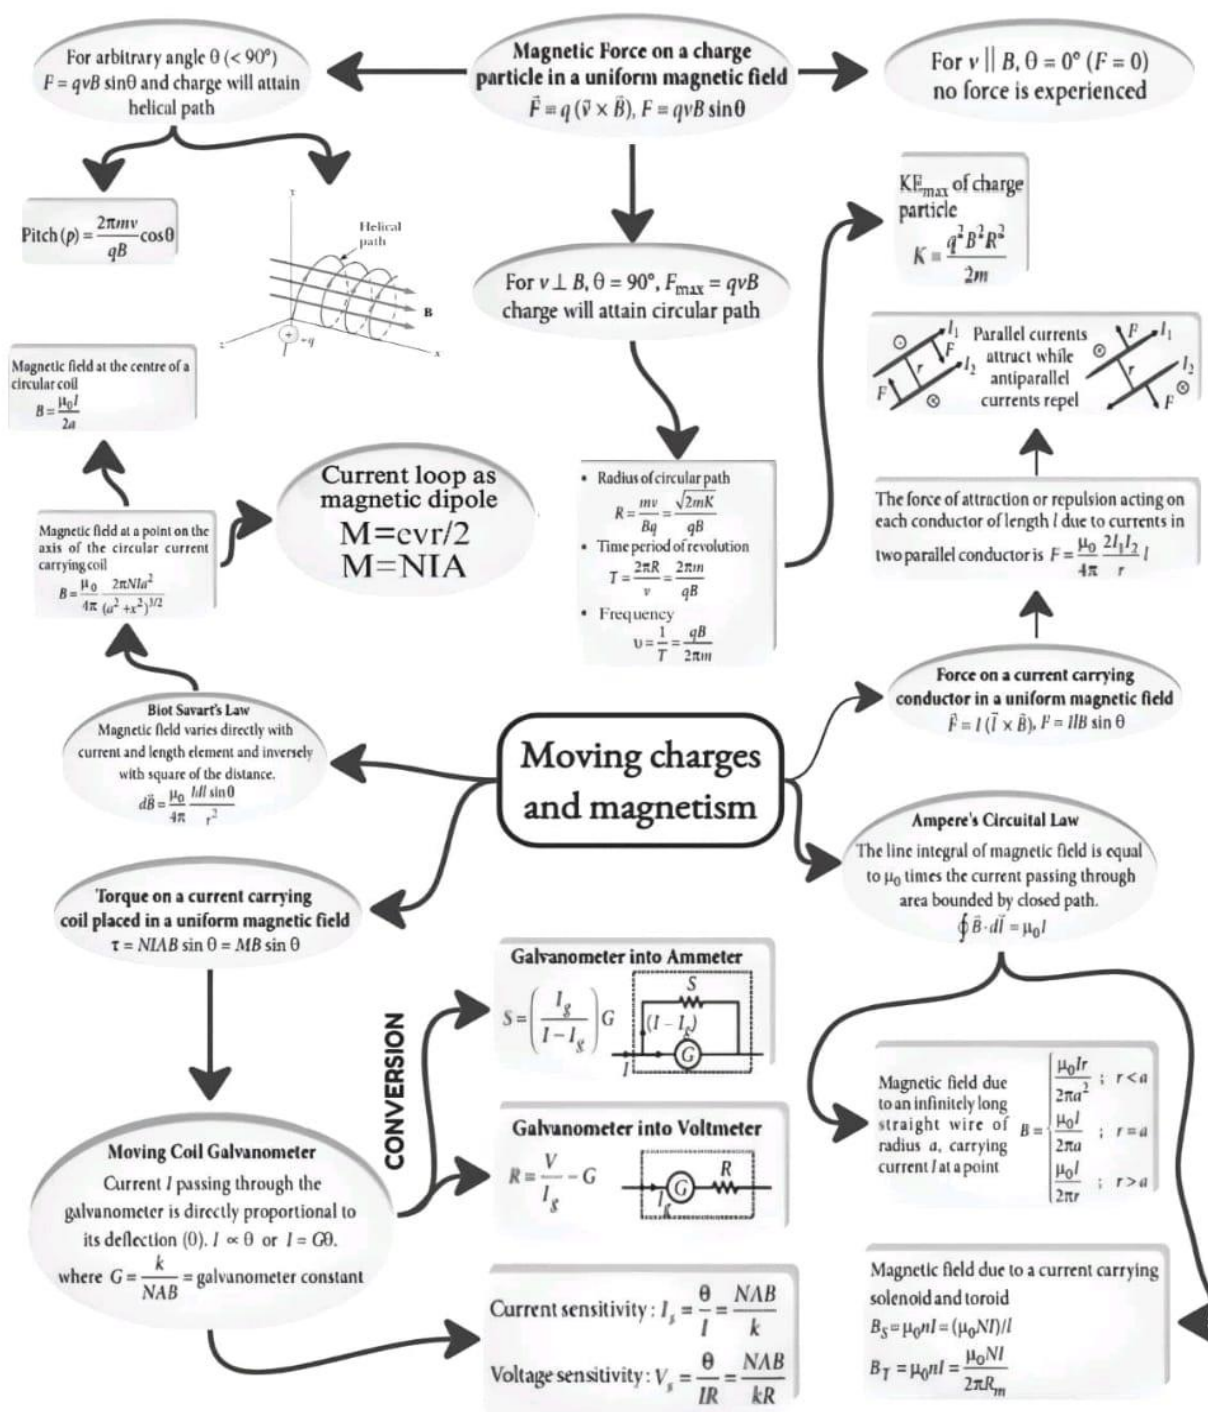 For arbitrary angle θ (< 90°)
F = qvB sinθ and charge will attain
helical path
Magnetic Force on a charge
particle in a uniform magnetic field
F⃗ = q (v⃗ × B⃗), F = qvB sinθ
For v || B, θ = 0° (F = 0)
no force is experienced
Pitch (p) = 2πmv/qB cosθ
Helical
path
B
+q
z
x
For v ⊥ B, θ = 90°, Fmax = qvB
charge will attain circular path
KEmax of charge
particle
K = q²B²R²/2m
Parallel currents
attract while
antiparallel
currents repel
I₁
F
r
I₂
F
F
I₁
r
I₂
F
Magnetic field at the centre of a
circular coil
B = μ₀I/2a
Current loop as
magnetic dipole
M=evr/2
M=NIA
• Radius of circular path
R = mv/Bq = √2mK/qB
• Time period of revolution
T = 2πR/v = 2πm/qB
• Frequency
υ = 1/T = qB/2πm
The force of attraction or repulsion acting on
each conductor of length l due to currents in
two parallel conductor is F = μ₀/4π 2I₁I₂/r l
Magnetic field at a point on the
axis of the circular current
carrying coil
B = μ₀/4π 2πNIa²/(a² + x²)^3/2
Force on a current carrying
conductor in a uniform magnetic field
F⃗ = I (l⃗ × B⃗), F = IlB sin θ
Biot Savart's Law
Magnetic field varies directly with
current and length element and inversely
with square of the distance.
dB⃗ = μ₀/4π Idl sinθ/r²
Moving charges
and magnetism
Ampere's Circuital Law
The line integral of magnetic field is equal
to μ₀ times the current passing through
area bounded by closed path.
∮ B⃗ · dl⃗ = μ₀I
Torque on a current carrying
coil placed in a uniform magnetic field
τ = NIAB sin θ = MB sin θ
CONVERSION
Galvanometer into Ammeter
S = (Ig/(I – Ig)) G
S
(I – Ig)
I
G
Galvanometer into Voltmeter
R = V/Ig – G
Ig
G
R
Magnetic field due
to an infinitely long
straight wire of
radius a, carrying
current I at a point
B = μ₀Ir/2πa² ; r < a
μ₀I/2πa ; r = a
μ₀I/2πr ; r > a
Moving Coil Galvanometer
Current I passing through the
galvanometer is directly proportional to
its deflection (θ). I ∝ θ or I = Gθ.
where G = k/NAB = galvanometer constant
Current sensitivity : Is = θ/I = NAB/k
Voltage sensitivity : Vs = θ/IR = NAB/kR
Magnetic field due to a current carrying
solenoid and toroid
BS = μ₀nI = (μ₀NI)/l
BT = μ₀nI = μ₀NI/2πRm